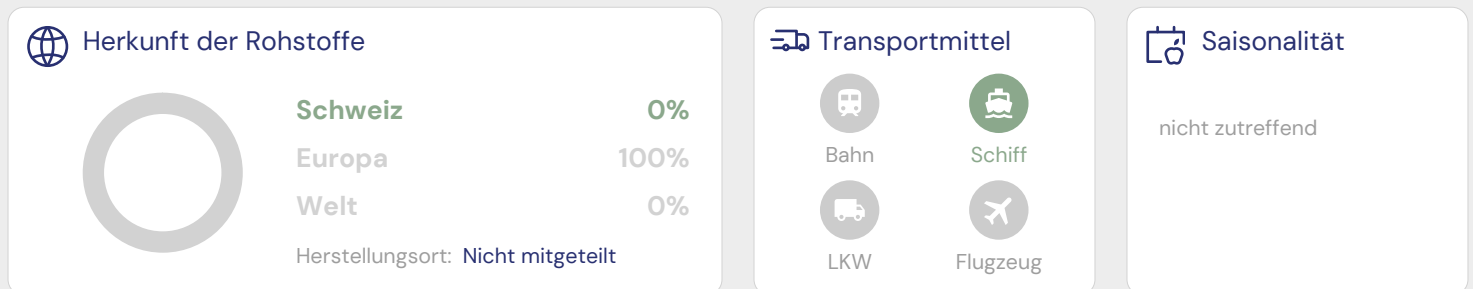 Herkunft der Rohstoffe
Schweiz 0%
Europa 100%
Welt 0%
Herstellungsort: Nicht mitgeteilt
Transportmittel
Bahn Schiff
LKW Flugzeug
Saisonalität
nicht zutreffend